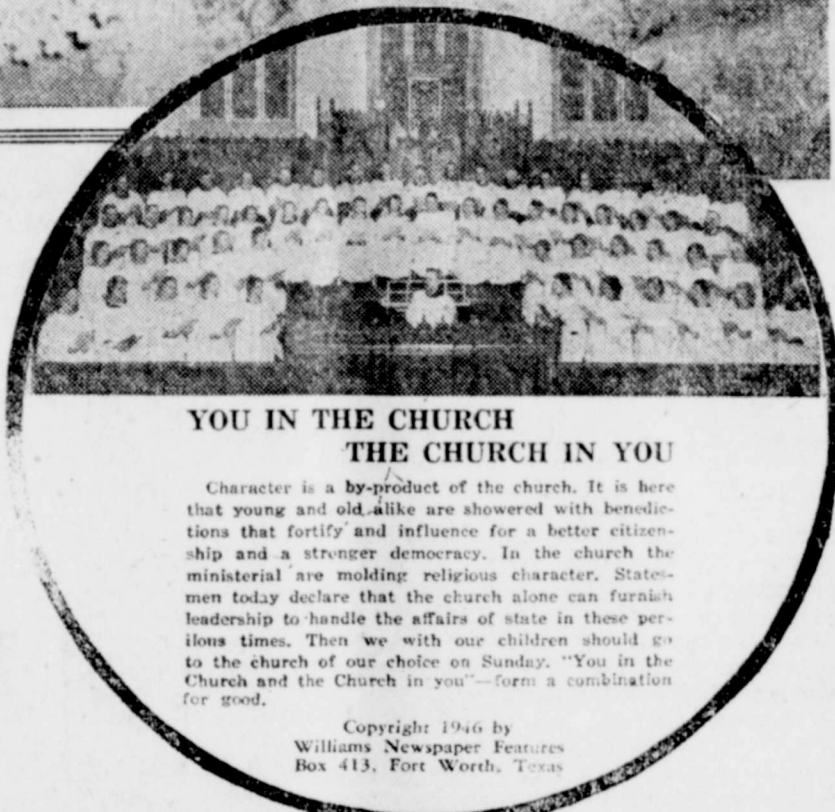 YOU IN THE CHURCH
THE CHURCH IN YOU
Character is a by-product of the church. It is here
that young and old alike are showered with benedic-
tions that fortify and influence for a better citizen-
ship and a stronger democracy. In the church the
ministerial are molding religious character. States-
men today declare that the church alone can furnish
leadership to handle the affairs of state in these per-
ilous times. Then we with our children should go
to the church of our choice on Sunday. "You in the
Church and the Church in you"—form a combination
for good.
Copyright 1946 by
Williams Newspaper Features
Box 413, Fort Worth, Texas